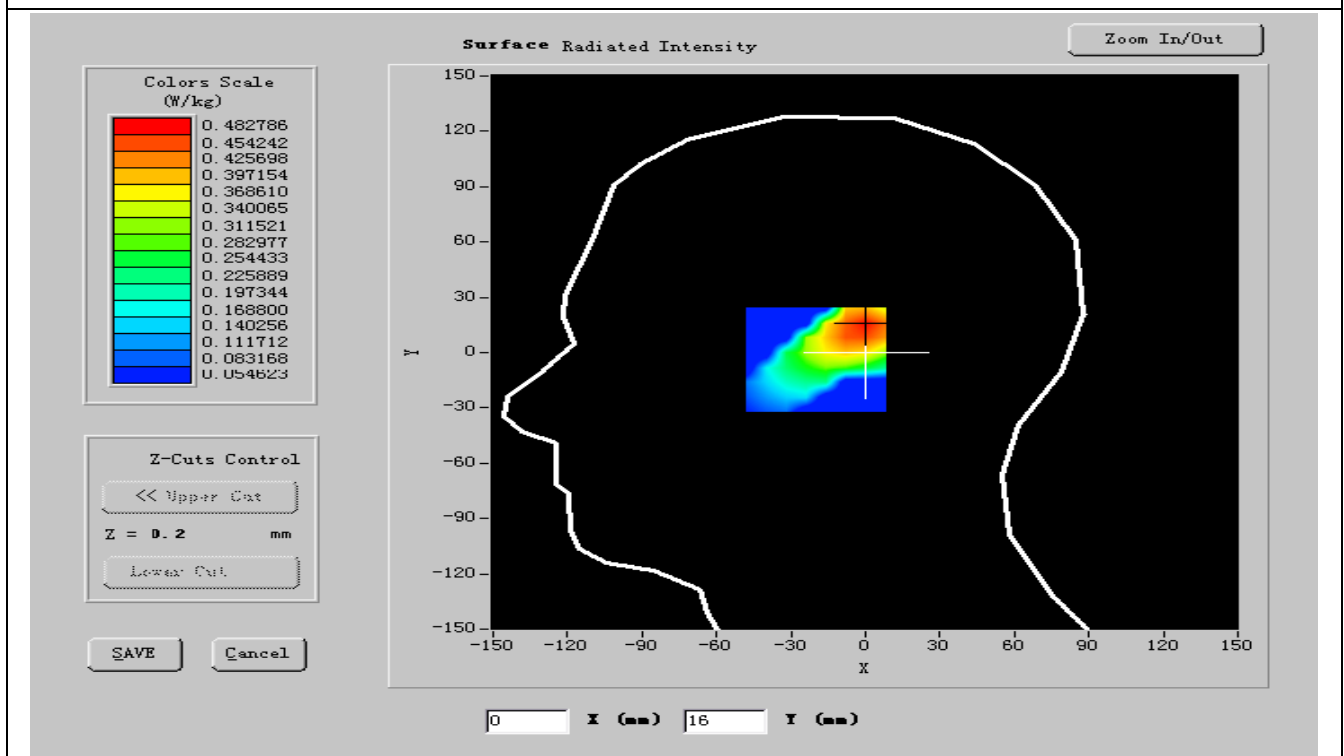 Surface Radiated Intensity
Zoom In/Out
Colors Scale
(W/kg)
0.482786
0.454242
0.425698
0.397154
0.368610
0.340065
0.311521
0.282977
0.254433
0.225889
0.197344
0.168800
0.140256
0.111712
0.083168
0.054623
Z-Cuts Control
<< Upper Cut
Z = 0.2 mm
Lower Cut
SAVE
Cancel
150
120
90
60
30
0
-30
-60
-90
-120
-150
Y
-150 -120 -90 -60 -30 0 30 60 90 120 150
X
0 X (mm) 16 Y (mm)